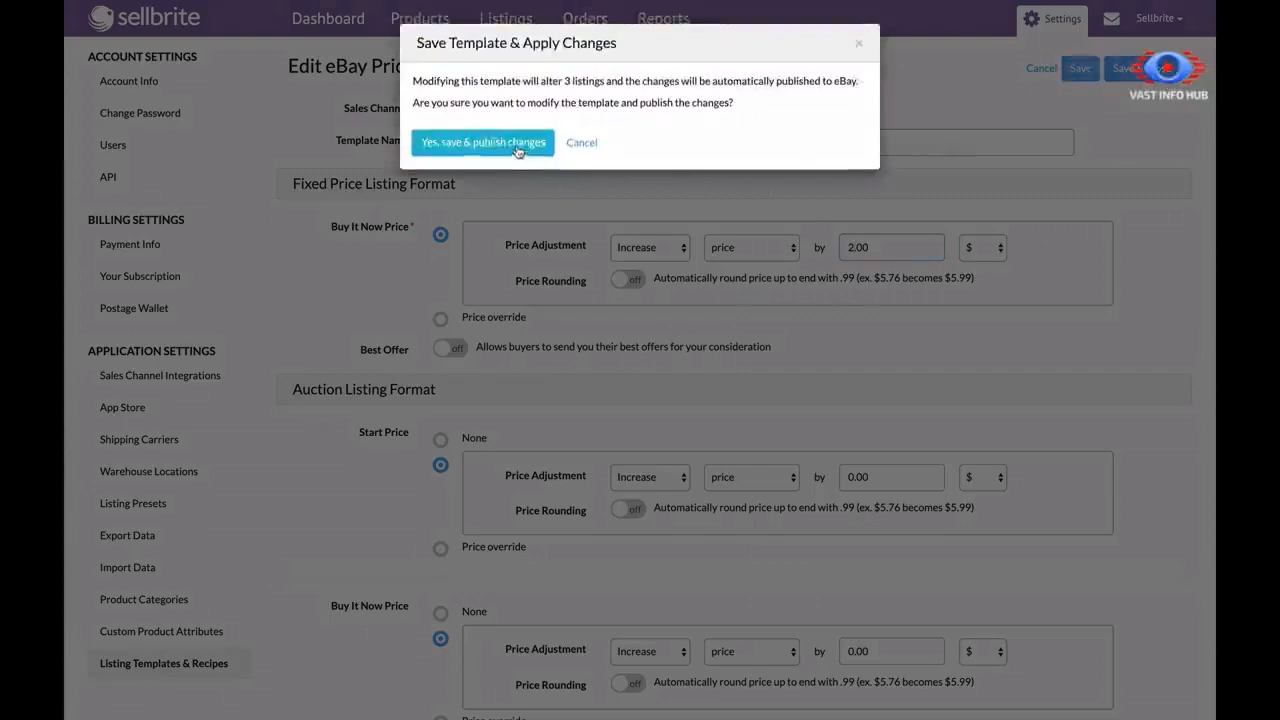 sellbrite
Dashboard
Products
Listings
Orders
Reports
Settings
Sellbrite
Save Template & Apply Changes
×
Modifying this template will alter 3 listings and the changes will be automatically published to eBay.
Are you sure you want to modify the template and publish the changes?
Yes, save & publish changes
Cancel
ACCOUNT SETTINGS
Account Info
Change Password
Users
API
BILLING SETTINGS
Payment Info
Your Subscription
Postage Wallet
APPLICATION SETTINGS
Sales Channel Integrations
App Store
Shipping Carriers
Warehouse Locations
Listing Presets
Export Data
Import Data
Product Categories
Custom Product Attributes
Listing Templates & Recipes
Edit eBay Pric
Cancel
Save
Save
VAST INFO HUB
Sales Chann
Template Nam
Fixed Price Listing Format
Buy It Now Price*
Price Adjustment Increase price by 2.00 $
Price Rounding off Automatically round price up to end with .99 (ex. $5.76 becomes $5.99)
Price override
Best Offer off Allows buyers to send you their best offers for your consideration
Auction Listing Format
Start Price None
Price Adjustment Increase price by 0.00 $
Price Rounding off Automatically round price up to end with .99 (ex. $5.76 becomes $5.99)
Price override
Buy It Now Price None
Price Adjustment Increase price by 0.00 $
Price Rounding off Automatically round price up to end with .99 (ex. $5.76 becomes $5.99)
Price override